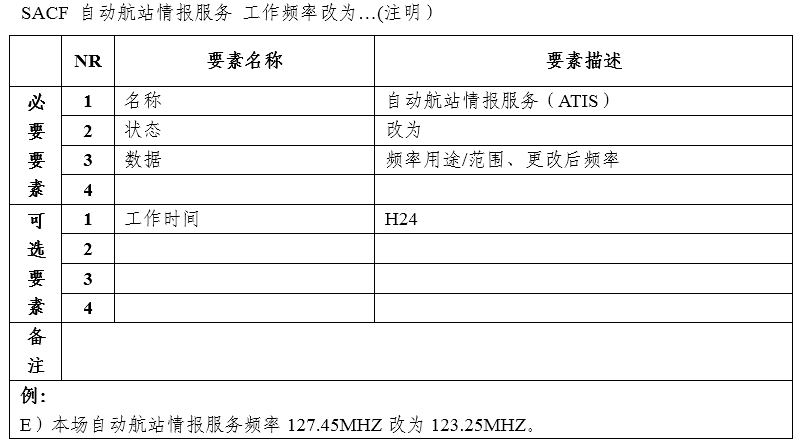 SACF 自动航站情报服务 工作频率改为…(注明）
NR 要素名称 要素描述
必要要素
1 名称 自动航站情报服务（ATIS）
2 状态 改为
3 数据 频率用途/范围、更改后频率
4
可选要素
1 工作时间 H24
2
3
4
备注
例：
E）本场自动航站情报服务频率 127.45MHZ 改为 123.25MHZ。